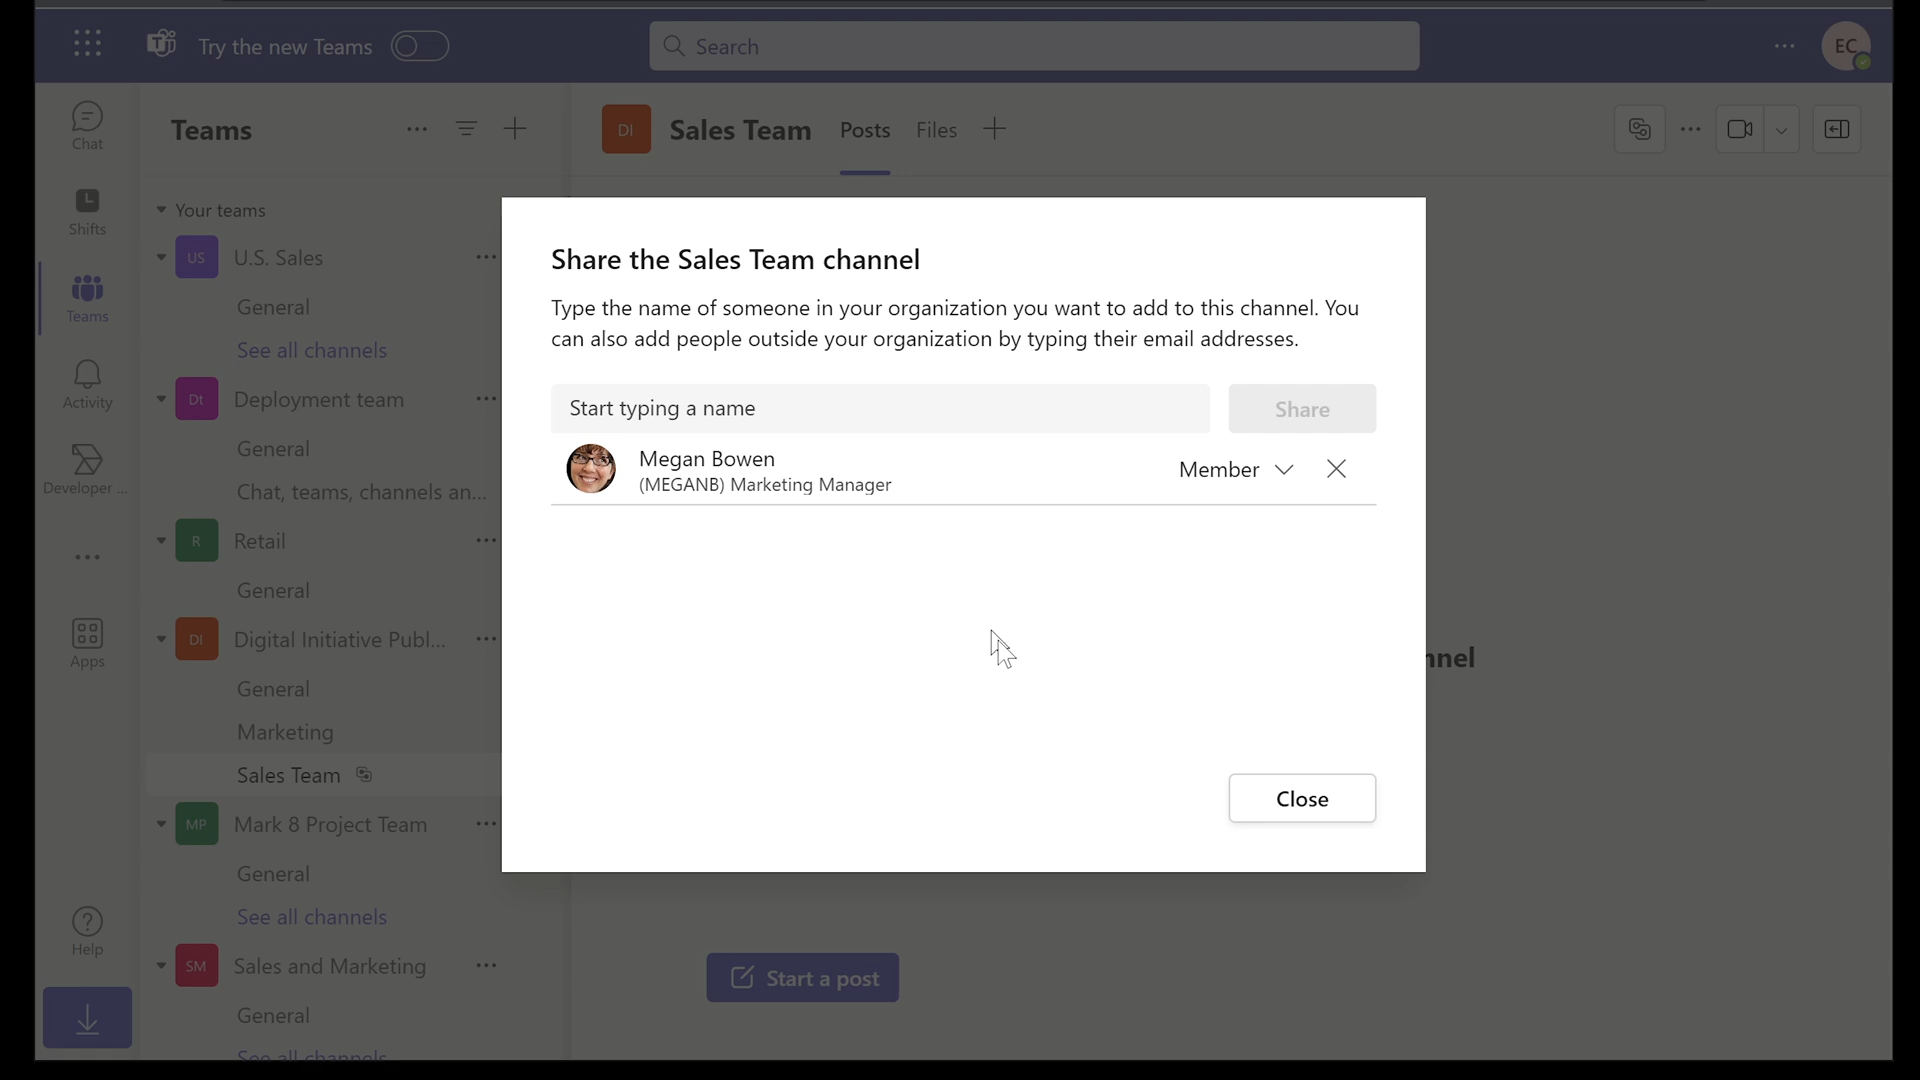 Try the new Teams
Search
EC
Chat
Shifts
Teams
Activity
Developer ...
Apps
Help
Teams
Your teams
US U.S. Sales
General
See all channels
Dt Deployment team
General
Chat, teams, channels an...
R Retail
General
DI Digital Initiative Publ...
General
Marketing
Sales Team
MP Mark 8 Project Team
General
See all channels
SM Sales and Marketing
General
See all channels
DI Sales Team Posts Files
Share the Sales Team channel
Type the name of someone in your organization you want to add to this channel. You
can also add people outside your organization by typing their email addresses.
Start typing a name
Share
Megan Bowen
(MEGANB) Marketing Manager
Member
Close
Start a post